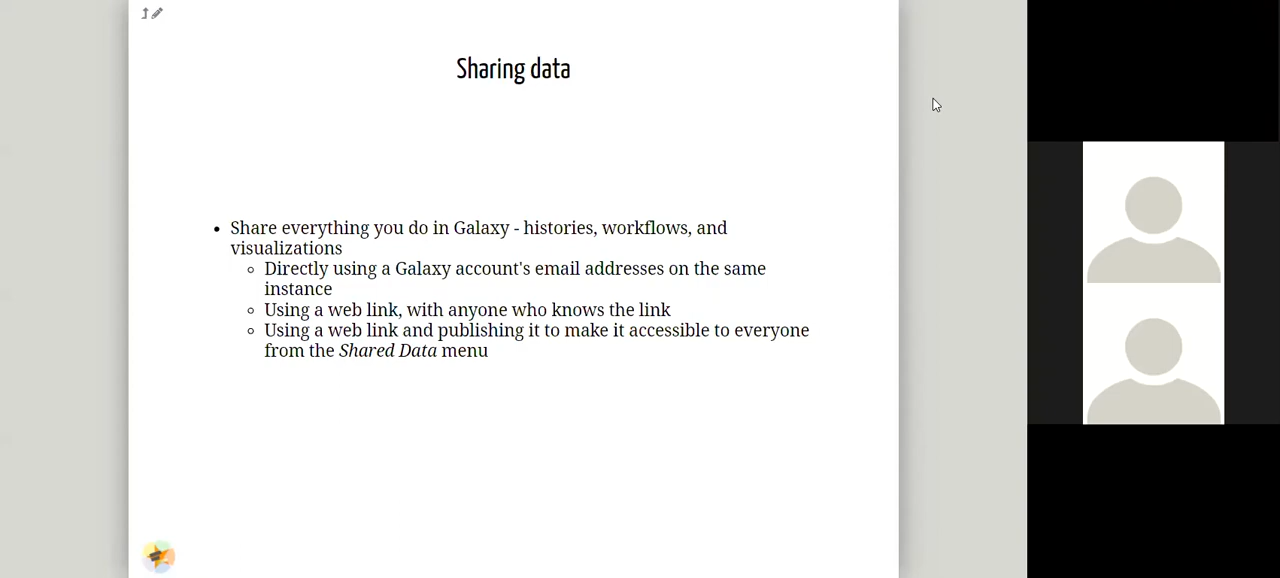 Sharing data
Share everything you do in Galaxy - histories, workflows, and
visualizations
Directly using a Galaxy account's email addresses on the same
instance
Using a web link, with anyone who knows the link
Using a web link and publishing it to make it accessible to everyone
from the Shared Data menu